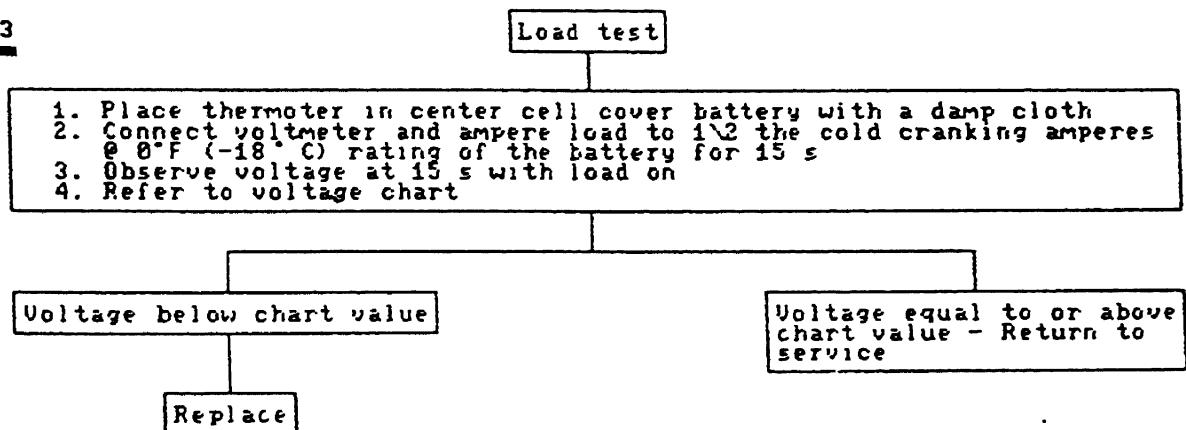 3
Load test
1. Place thermoter in center cell cover battery with a damp cloth
2. Connect voltmeter and ampere load to 1\2 the cold cranking amperes
@ 0°F (-18°C) rating of the battery for 15 s
3. Observe voltage at 15 s with load on
4. Refer to voltage chart
Voltage below chart value
Voltage equal to or above
chart value - Return to
service
Replace